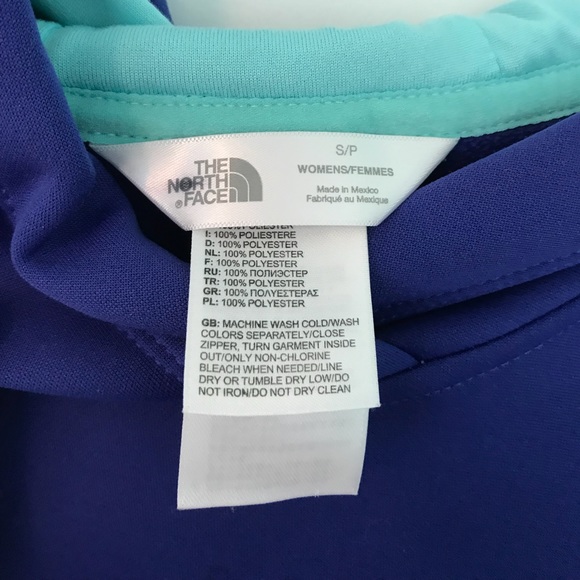 THE
NORTH
®FACE
S/P
WOMENS/FEMMES
Made in Mexico
Fabriqué au Mexique
100% POLIESTER
I: 100% POLIESTERE
D: 100% POLYESTER
NL: 100% POLYESTER
F: 100% POLYESTER
RU: 100% ПОЛИЭСТЕР
TR: 100% POLYESTER
GR: 100% ΠΟΛΥΕΣΤΕΡΑΣ
PL: 100% POLYESTER
GB: MACHINE WASH COLD/WASH
COLORS SEPARATELY/CLOSE
ZIPPER, TURN GARMENT INSIDE
OUT/ONLY NON-CHLORINE
BLEACH WHEN NEEDED/LINE
DRY OR TUMBLE DRY LOW/DO
NOT IRON/DO NOT DRY CLEAN